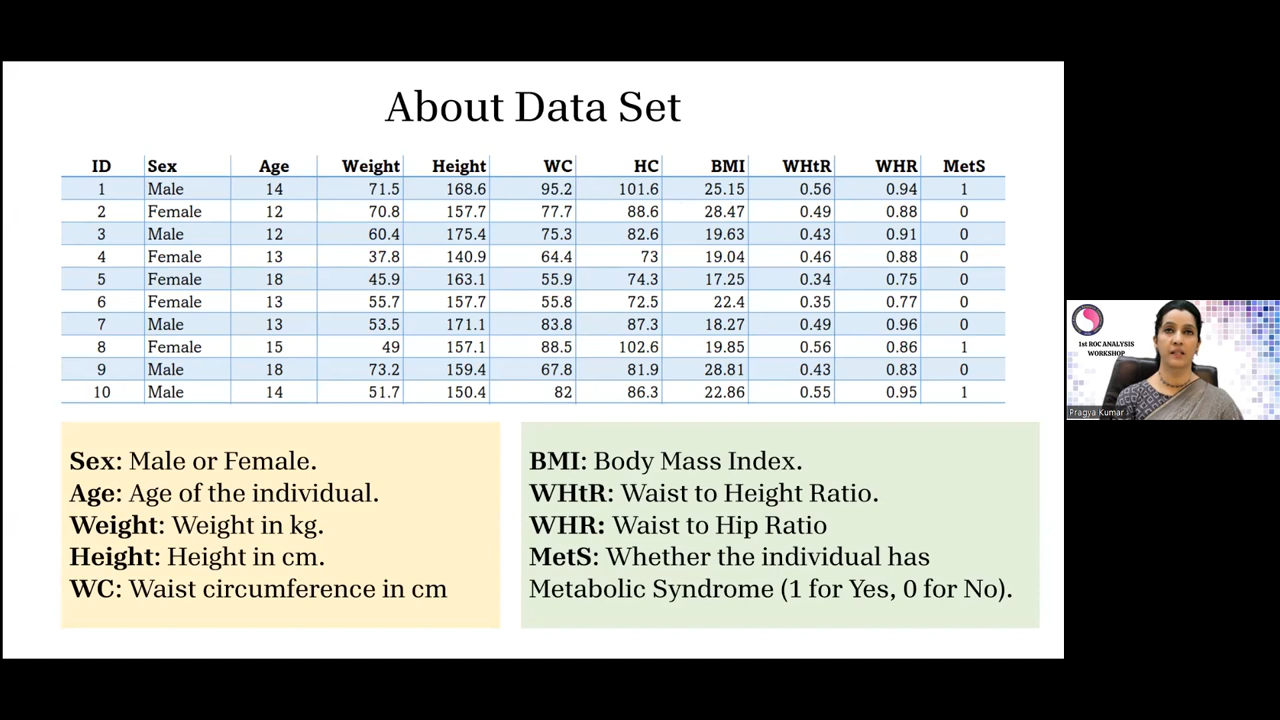 About Data Set
ID Sex Age Weight Height WC HC BMI WHtR WHR MetS
1 Male 14 71.5 168.6 95.2 101.6 25.15 0.56 0.94 1
2 Female 12 70.8 157.7 77.7 88.6 28.47 0.49 0.88 0
3 Male 12 60.4 175.4 75.3 82.6 19.63 0.43 0.91 0
4 Female 13 37.8 140.9 64.4 73 19.04 0.46 0.88 0
5 Female 18 45.9 163.1 55.9 74.3 17.25 0.34 0.75 0
6 Female 13 55.7 157.7 55.8 72.5 22.4 0.35 0.77 0
7 Male 13 53.5 171.1 83.8 87.3 18.27 0.49 0.96 0
8 Female 15 49 157.1 88.5 102.6 19.85 0.56 0.86 1
9 Male 18 73.2 159.4 67.8 81.9 28.81 0.43 0.83 0
10 Male 14 51.7 150.4 82 86.3 22.86 0.55 0.95 1
Sex: Male or Female.
Age: Age of the individual.
Weight: Weight in kg.
Height: Height in cm.
WC: Waist circumference in cm
BMI: Body Mass Index.
WHtR: Waist to Height Ratio.
WHR: Waist to Hip Ratio
MetS: Whether the individual has
Metabolic Syndrome (1 for Yes, 0 for No).
1st ROC ANALYSIS
WORKSHOP
Pragya Kumar